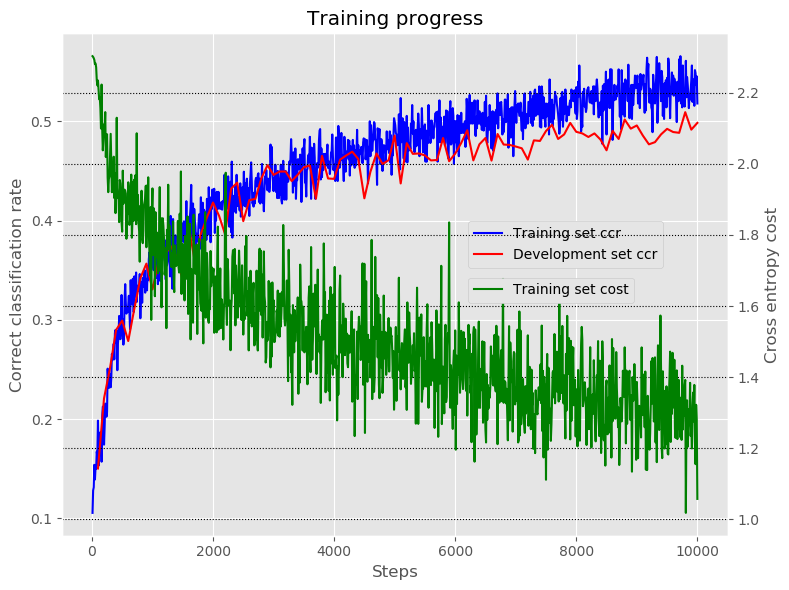 Training progress
Correct classification rate
0.5
0.4
0.3
0.2
0.1
2.2
2.0
1.8
1.6
1.4
1.2
1.0
Cross entropy cost
Training set ccr
Development set ccr
Training set cost
0
2000
4000
6000
8000
10000
Steps